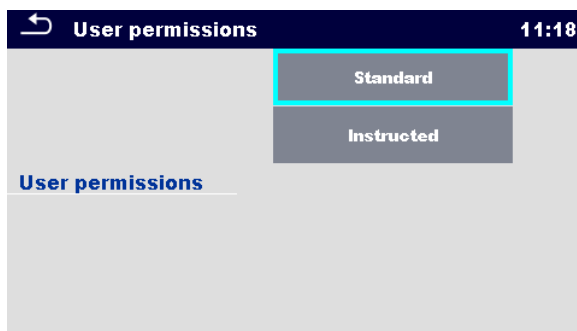 User permissions 11:18
Standard
Instructed
User permissions